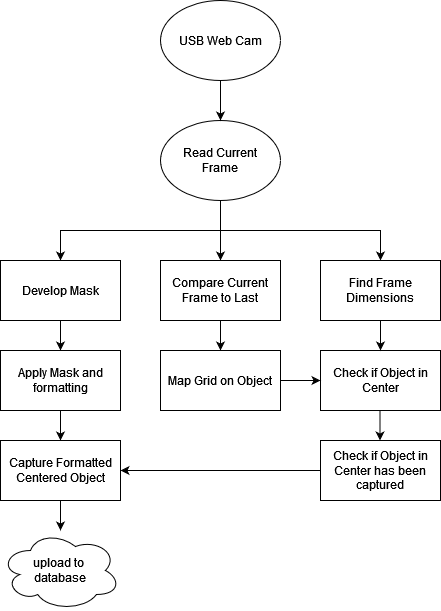 USB Web Cam
Read Current
Frame
Develop Mask
Compare Current
Frame to Last
Find Frame
Dimensions
Apply Mask and
formatting
Map Grid on Object
Check if Object in
Center
Capture Formatted
Centered Object
Check if Object in
Center has been
captured
upload to
database